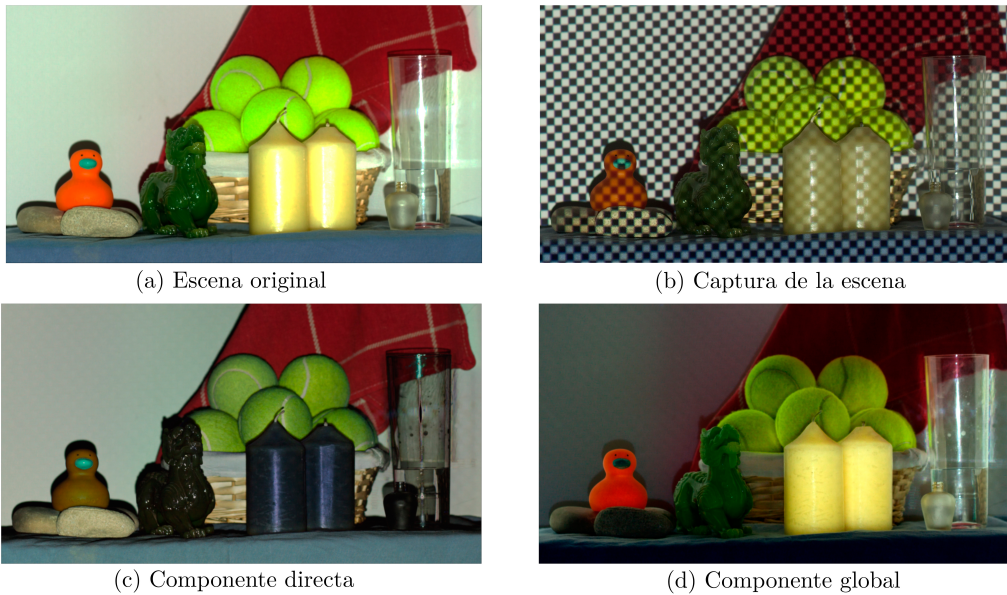 (a) Escena original
(b) Captura de la escena
(c) Componente directa
(d) Componente global